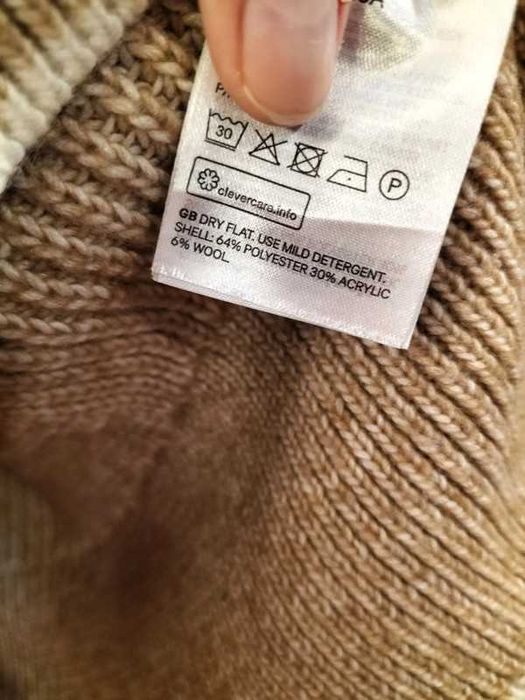 30
P
clevercare.info
GB DRY FLAT. USE MILD DETERGENT.
SHELL: 64% POLYESTER 30% ACRYLIC
6% WOOL